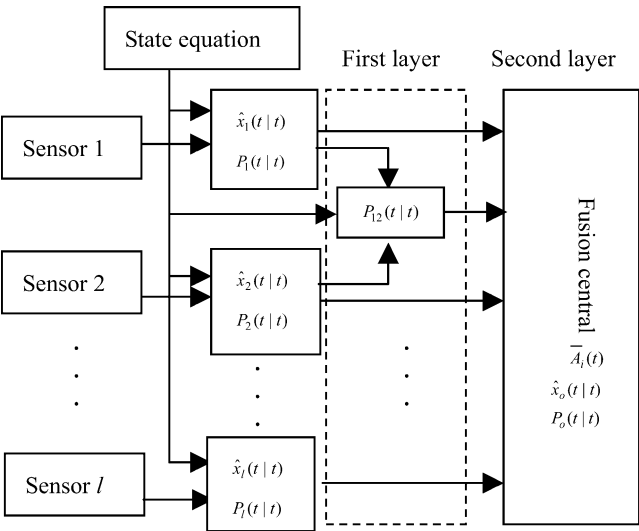 State equation
First layer
Second layer
Sensor 1
x̂₁(t | t)
P₁(t | t)
P₁₂(t | t)
Sensor 2
x̂₂(t | t)
P₂(t | t)
Fusion central
A̅ᵢ(t)
x̂ₒ(t | t)
Pₒ(t | t)
Sensor l
x̂ₗ(t | t)
Pₗ(t | t)